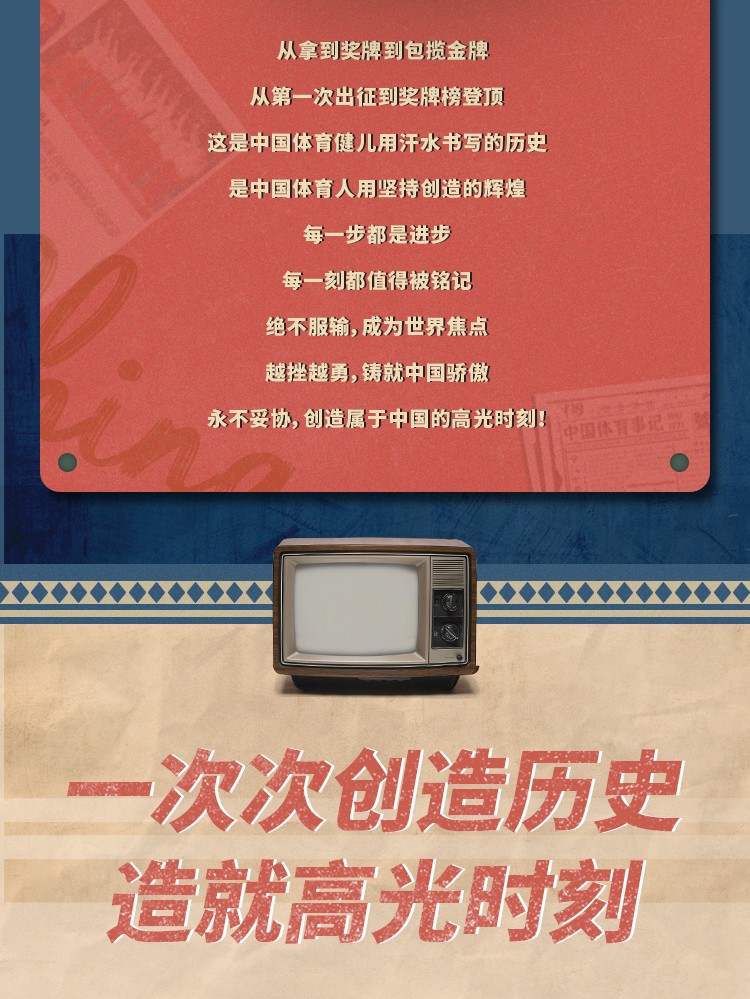 从拿到奖牌到包揽金牌
从第一次出征到奖牌榜登顶
这是中国体育健儿用汗水书写的历史
是中国体育人用坚持创造的辉煌
每一步都是进步
每一刻都值得被铭记
绝不服输,成为世界焦点
越挫越勇,铸就中国骄傲
永不妥协,创造属于中国的高光时刻!
中国体育事记
一次次创造历史
造就高光时刻